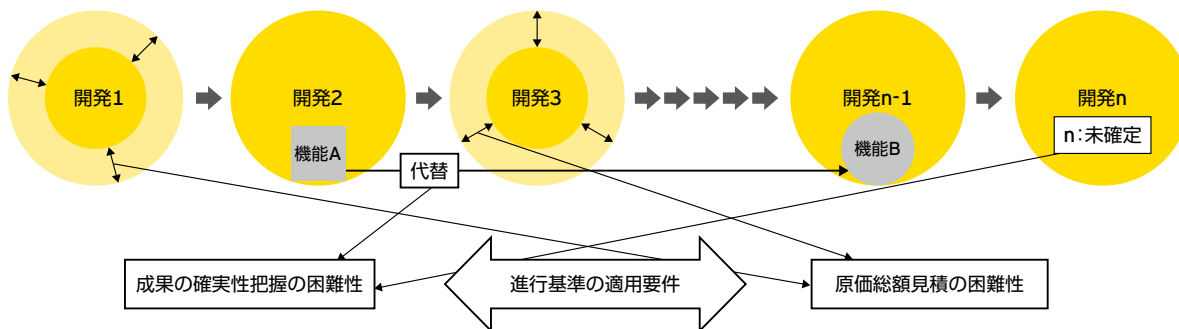 開発1
開発2
開発3
開発n-1
開発n
機能A
機能B
n：未確定
代替
成果の確実性把握の困難性
進行基準の適用要件
原価総額見積の困難性